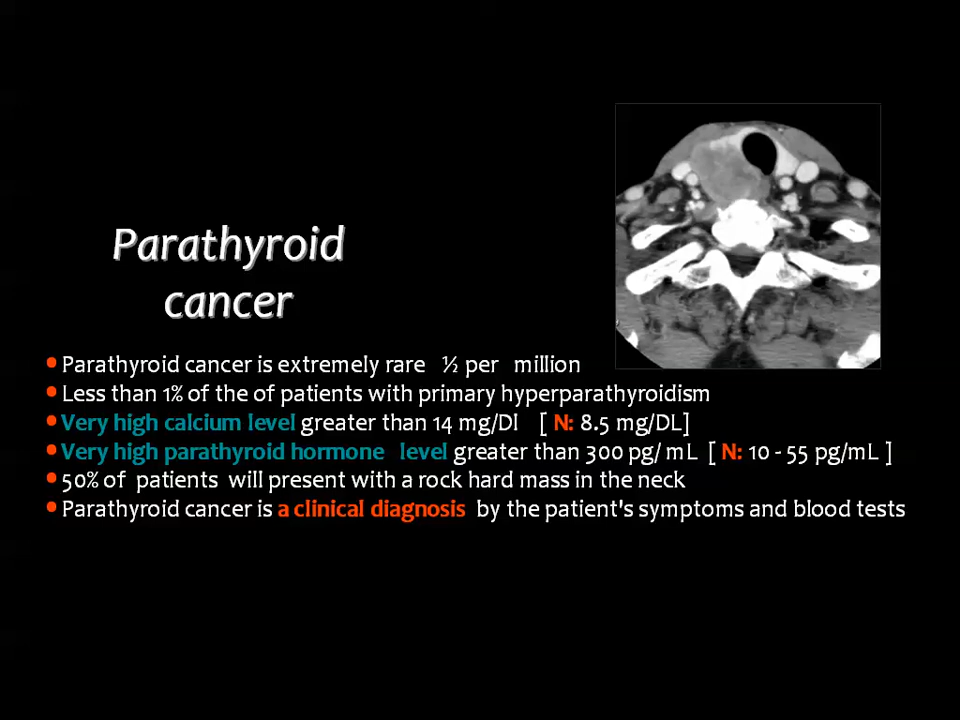 Parathyroid
cancer
•Parathyroid cancer is extremely rare ½ per million
•Less than 1% of the of patients with primary hyperparathyroidism
•Very high calcium level greater than 14 mg/Dl [ N: 8.5 mg/DL]
•Very high parathyroid hormone level greater than 300 pg/ mL [ N: 10 - 55 pg/mL ]
•50% of patients will present with a rock hard mass in the neck
•Parathyroid cancer is a clinical diagnosis by the patient's symptoms and blood tests